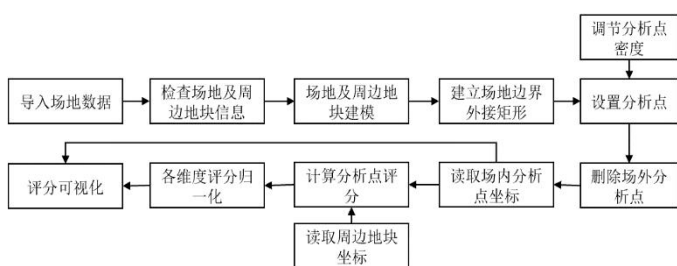 调节分析点
密度
导入场地数据
检查场地及周
边地块信息
场地及周边地
块建模
建立场地边界
外接矩形
设置分析点
评分可视化
各维度评分归
一化
计算分析点评
分
读取场内分析
点坐标
删除场外分析
点
读取周边地块
坐标